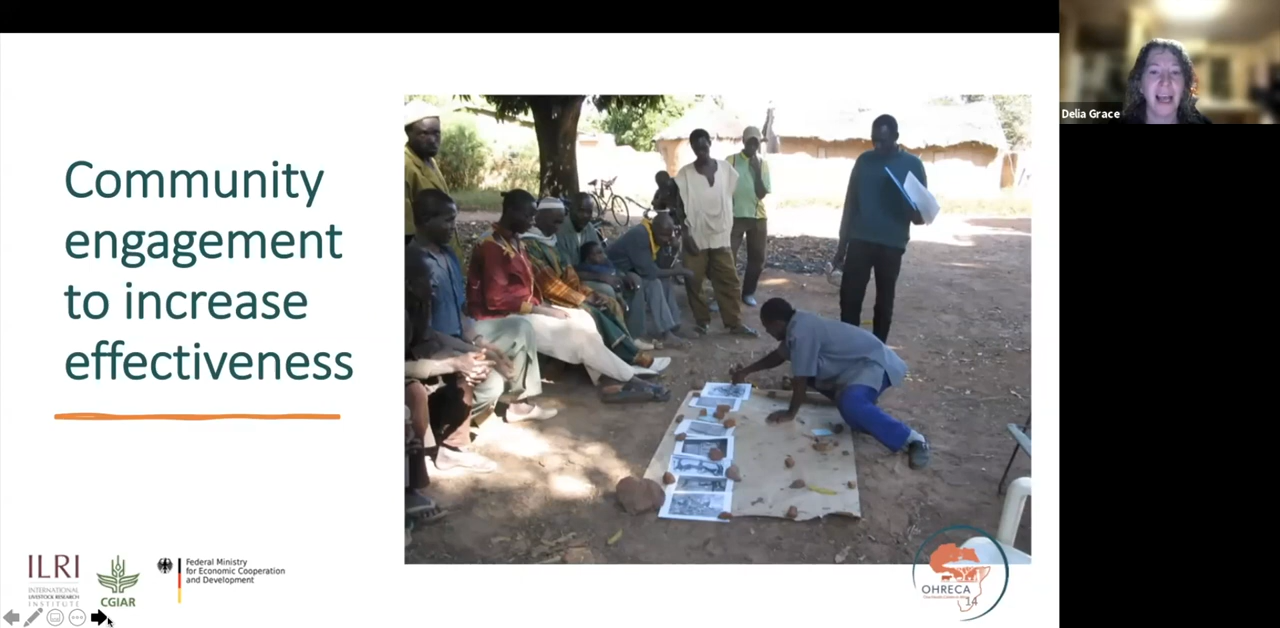 Community
engagement
to increase
effectiveness
Delia Grace
ILRI
INTERNATIONAL
LIVESTOCK RESEARCH
INSTITUTE
CGIAR
Federal Ministry
for Economic Cooperation
and Development
OHRECA
14